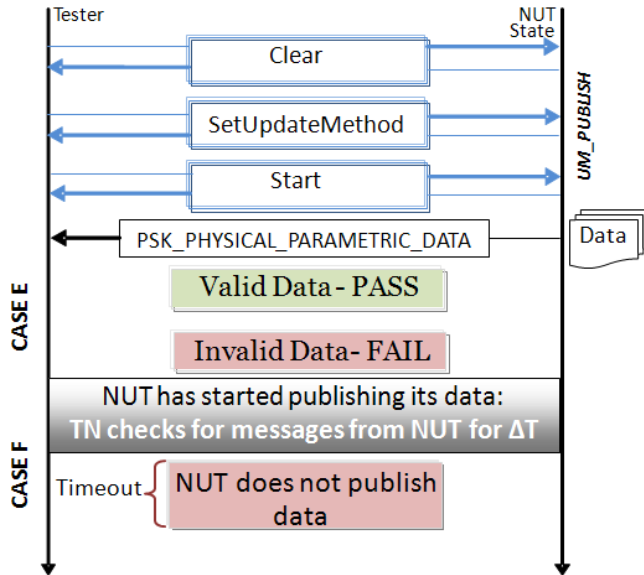 Tester
NUT
State
Clear
SetUpdateMethod
UM_PUBLISH
Start
PSK_PHYSICAL_PARAMETRIC_DATA
Data
CASE E
Valid Data - PASS
Invalid Data- FAIL
NUT has started publishing its data:
TN checks for messages from NUT for ΔT
CASE F
Timeout
NUT does not publish
data